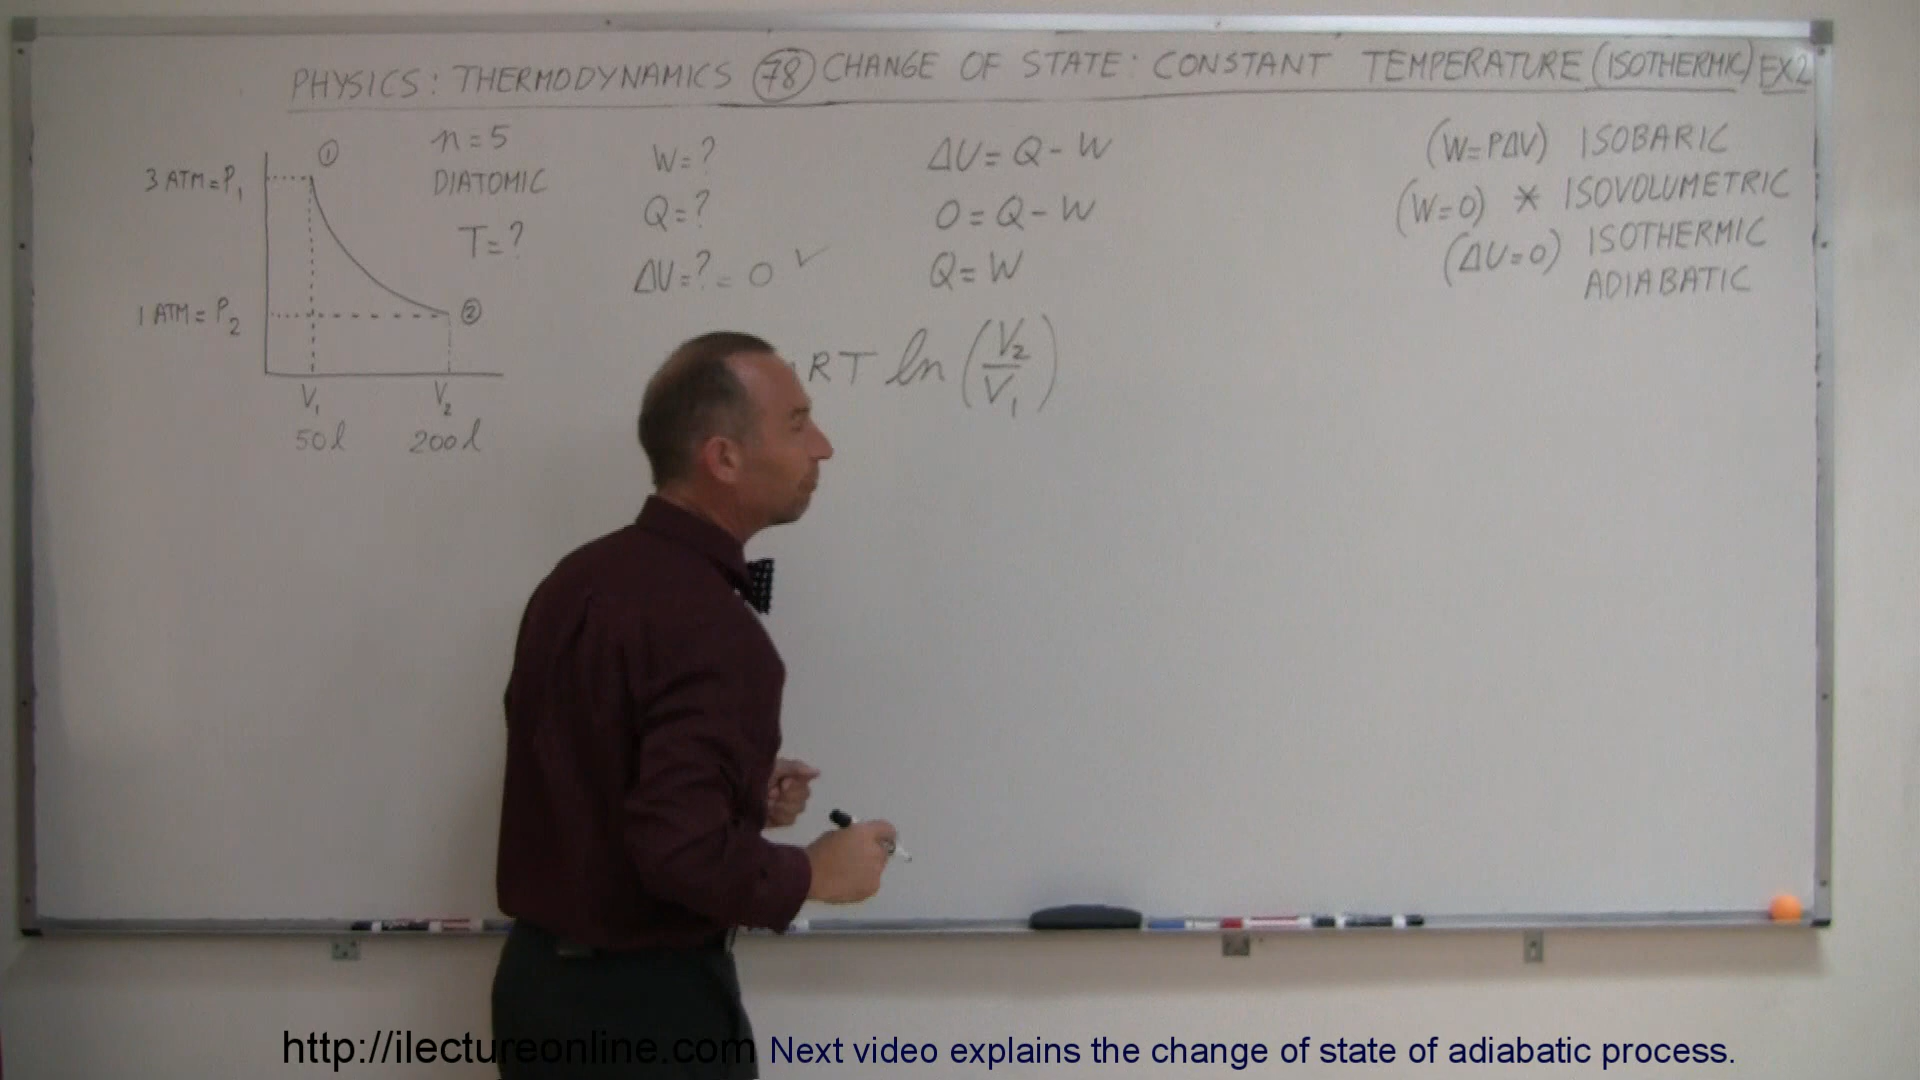 PHYSICS: THERMODYNAMICS 78 CHANGE OF STATE: CONSTANT TEMPERATURE (ISOTHERMIC) EX2
3 ATM = P₁
1 ATM = P₂
①
②
V₁ V₂
50 l 200 l
n = 5
DIATOMIC
T = ?
W = ?
Q = ?
ΔU = ? = 0 ✓
ΔU = Q - W
0 = Q - W
Q = W
RT ln (V₂/V₁)
(W = PΔV) ISOBARIC
(W = 0) * ISOVOLUMETRIC
(ΔU = 0) ISOTHERMIC
ADIABATIC
http://ilectureonline.com Next video explains the change of state of adiabatic process.